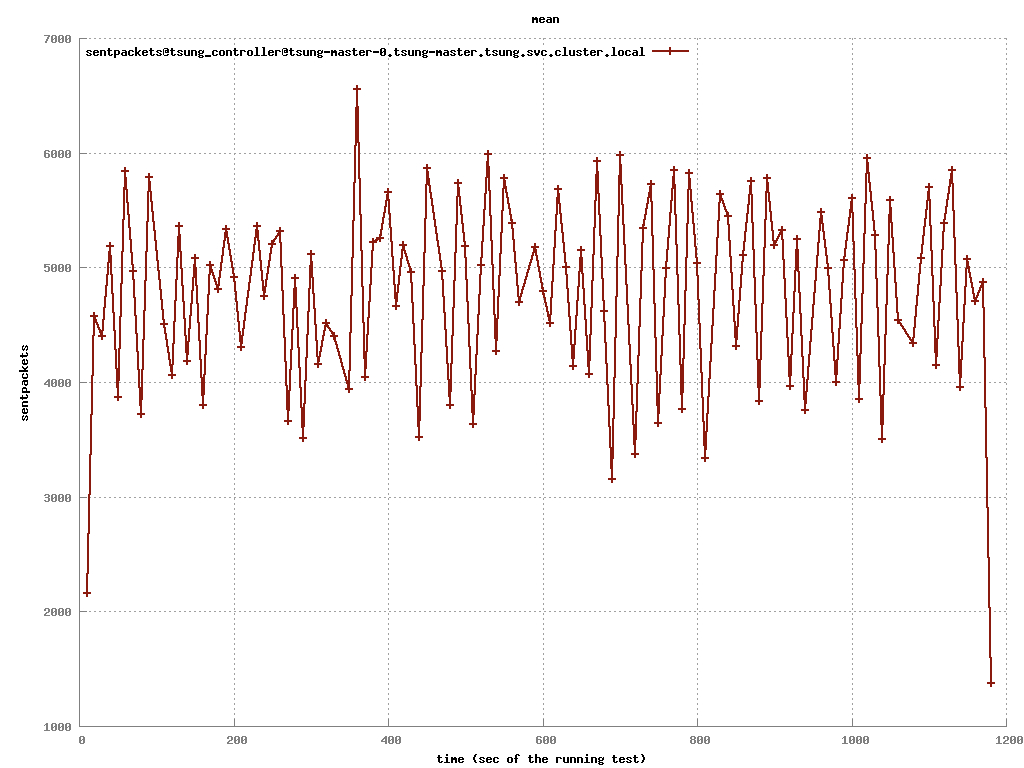 mean
7000
sentpackets@tsung_controller@tsung-master-0.tsung-master.tsung.svc.cluster.local
6000
5000
4000
sentpackets
3000
2000
1000
0 200 400 600 800 1000 1200
time (sec of the running test)